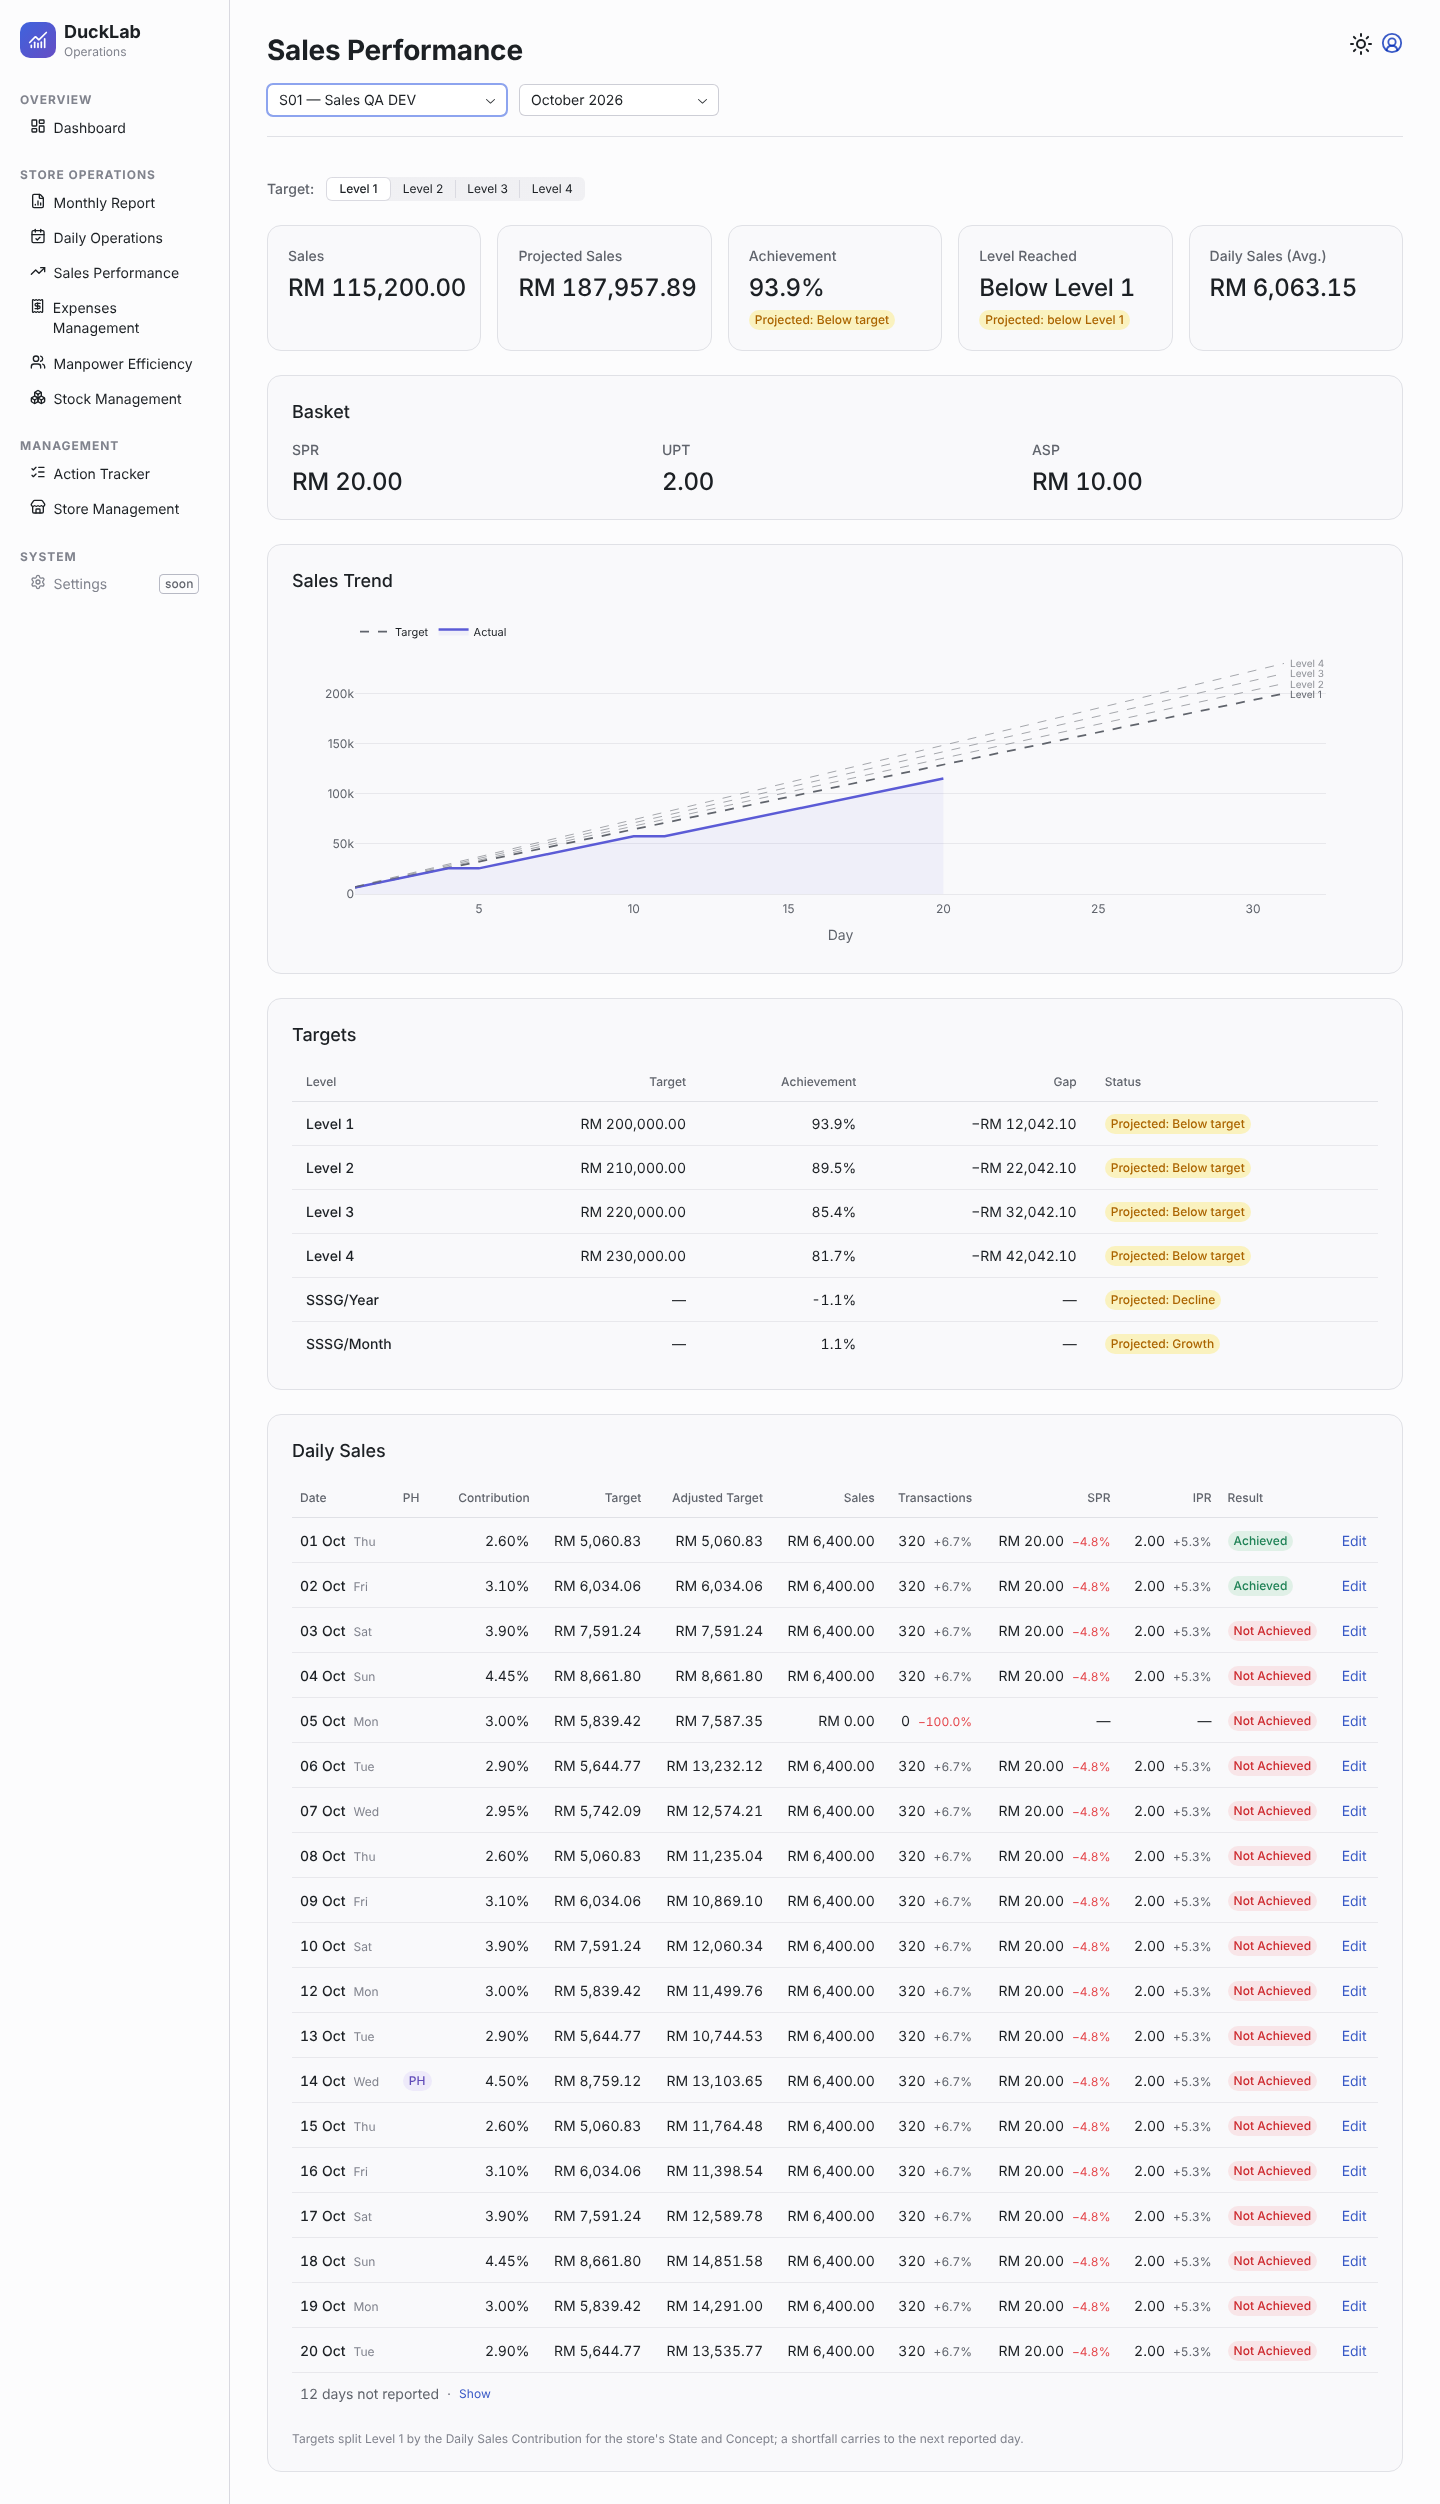 DuckLab
Operations
OVERVIEW
Dashboard
STORE OPERATIONS
Monthly Report
Daily Operations
Sales Performance
Expenses
Management
Manpower Efficiency
Stock Management
MANAGEMENT
Action Tracker
Store Management
SYSTEM
Settings soon
Sales Performance
S01 — Sales QA DEV October 2026
Target: Level 1 Level 2 Level 3 Level 4
Sales
RM 115,200.00
Projected Sales
RM 187,957.89
Achievement
93.9%
Projected: Below target
Level Reached
Below Level 1
Projected: below Level 1
Daily Sales (Avg.)
RM 6,063.15
Basket
SPR UPT ASP
RM 20.00 2.00 RM 10.00
Sales Trend
Target Actual
Level 4
Level 3
Level 2
Level 1
200k
150k
100k
50k
0
5 10 15 20 25 30
Day
Targets
Level Target Achievement Gap Status
Level 1 RM 200,000.00 93.9% −RM 12,042.10 Projected: Below target
Level 2 RM 210,000.00 89.5% −RM 22,042.10 Projected: Below target
Level 3 RM 220,000.00 85.4% −RM 32,042.10 Projected: Below target
Level 4 RM 230,000.00 81.7% −RM 42,042.10 Projected: Below target
SSSG/Year — -1.1% — Projected: Decline
SSSG/Month — 1.1% — Projected: Growth
Daily Sales
Date PH Contribution Target Adjusted Target Sales Transactions SPR IPR Result
01 Oct Thu 2.60% RM 5,060.83 RM 5,060.83 RM 6,400.00 320 +6.7% RM 20.00 −4.8% 2.00 +5.3% Achieved Edit
02 Oct Fri 3.10% RM 6,034.06 RM 6,034.06 RM 6,400.00 320 +6.7% RM 20.00 −4.8% 2.00 +5.3% Achieved Edit
03 Oct Sat 3.90% RM 7,591.24 RM 7,591.24 RM 6,400.00 320 +6.7% RM 20.00 −4.8% 2.00 +5.3% Not Achieved Edit
04 Oct Sun 4.45% RM 8,661.80 RM 8,661.80 RM 6,400.00 320 +6.7% RM 20.00 −4.8% 2.00 +5.3% Not Achieved Edit
05 Oct Mon 3.00% RM 5,839.42 RM 7,587.35 RM 0.00 0 −100.0% — — Not Achieved Edit
06 Oct Tue 2.90% RM 5,644.77 RM 13,232.12 RM 6,400.00 320 +6.7% RM 20.00 −4.8% 2.00 +5.3% Not Achieved Edit
07 Oct Wed 2.95% RM 5,742.09 RM 12,574.21 RM 6,400.00 320 +6.7% RM 20.00 −4.8% 2.00 +5.3% Not Achieved Edit
08 Oct Thu 2.60% RM 5,060.83 RM 11,235.04 RM 6,400.00 320 +6.7% RM 20.00 −4.8% 2.00 +5.3% Not Achieved Edit
09 Oct Fri 3.10% RM 6,034.06 RM 10,869.10 RM 6,400.00 320 +6.7% RM 20.00 −4.8% 2.00 +5.3% Not Achieved Edit
10 Oct Sat 3.90% RM 7,591.24 RM 12,060.34 RM 6,400.00 320 +6.7% RM 20.00 −4.8% 2.00 +5.3% Not Achieved Edit
12 Oct Mon 3.00% RM 5,839.42 RM 11,499.76 RM 6,400.00 320 +6.7% RM 20.00 −4.8% 2.00 +5.3% Not Achieved Edit
13 Oct Tue 2.90% RM 5,644.77 RM 10,744.53 RM 6,400.00 320 +6.7% RM 20.00 −4.8% 2.00 +5.3% Not Achieved Edit
14 Oct Wed PH 4.50% RM 8,759.12 RM 13,103.65 RM 6,400.00 320 +6.7% RM 20.00 −4.8% 2.00 +5.3% Not Achieved Edit
15 Oct Thu 2.60% RM 5,060.83 RM 11,764.48 RM 6,400.00 320 +6.7% RM 20.00 −4.8% 2.00 +5.3% Not Achieved Edit
16 Oct Fri 3.10% RM 6,034.06 RM 11,398.54 RM 6,400.00 320 +6.7% RM 20.00 −4.8% 2.00 +5.3% Not Achieved Edit
17 Oct Sat 3.90% RM 7,591.24 RM 12,589.78 RM 6,400.00 320 +6.7% RM 20.00 −4.8% 2.00 +5.3% Not Achieved Edit
18 Oct Sun 4.45% RM 8,661.80 RM 14,851.58 RM 6,400.00 320 +6.7% RM 20.00 −4.8% 2.00 +5.3% Not Achieved Edit
19 Oct Mon 3.00% RM 5,839.42 RM 14,291.00 RM 6,400.00 320 +6.7% RM 20.00 −4.8% 2.00 +5.3% Not Achieved Edit
20 Oct Tue 2.90% RM 5,644.77 RM 13,535.77 RM 6,400.00 320 +6.7% RM 20.00 −4.8% 2.00 +5.3% Not Achieved Edit
12 days not reported · Show
Targets split Level 1 by the Daily Sales Contribution for the store's State and Concept; a shortfall carries to the next reported day.